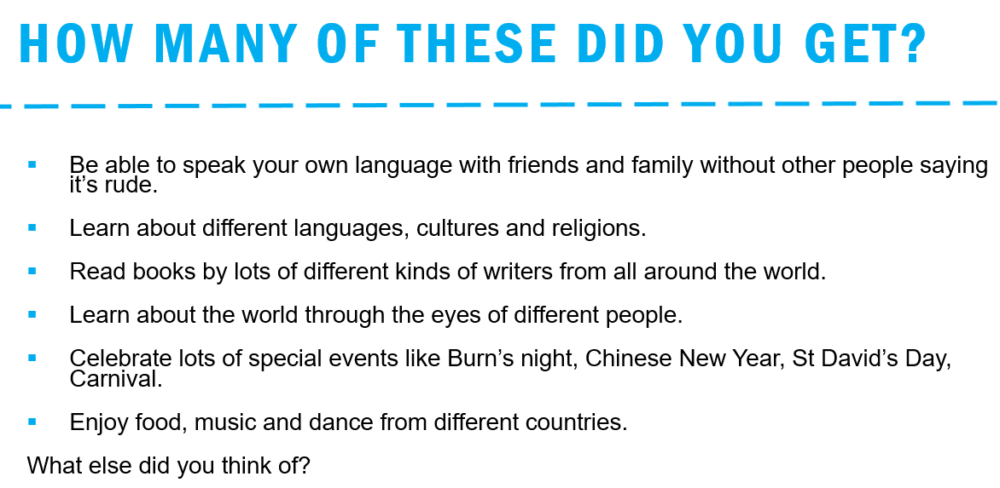 HOW MANY OF THESE DID YOU GET?
▪ Be able to speak your own language with friends and family without other people saying
it’s rude.
▪ Learn about different languages, cultures and religions.
▪ Read books by lots of different kinds of writers from all around the world.
▪ Learn about the world through the eyes of different people.
▪ Celebrate lots of special events like Burn’s night, Chinese New Year, St David’s Day,
Carnival.
▪ Enjoy food, music and dance from different countries.
What else did you think of?